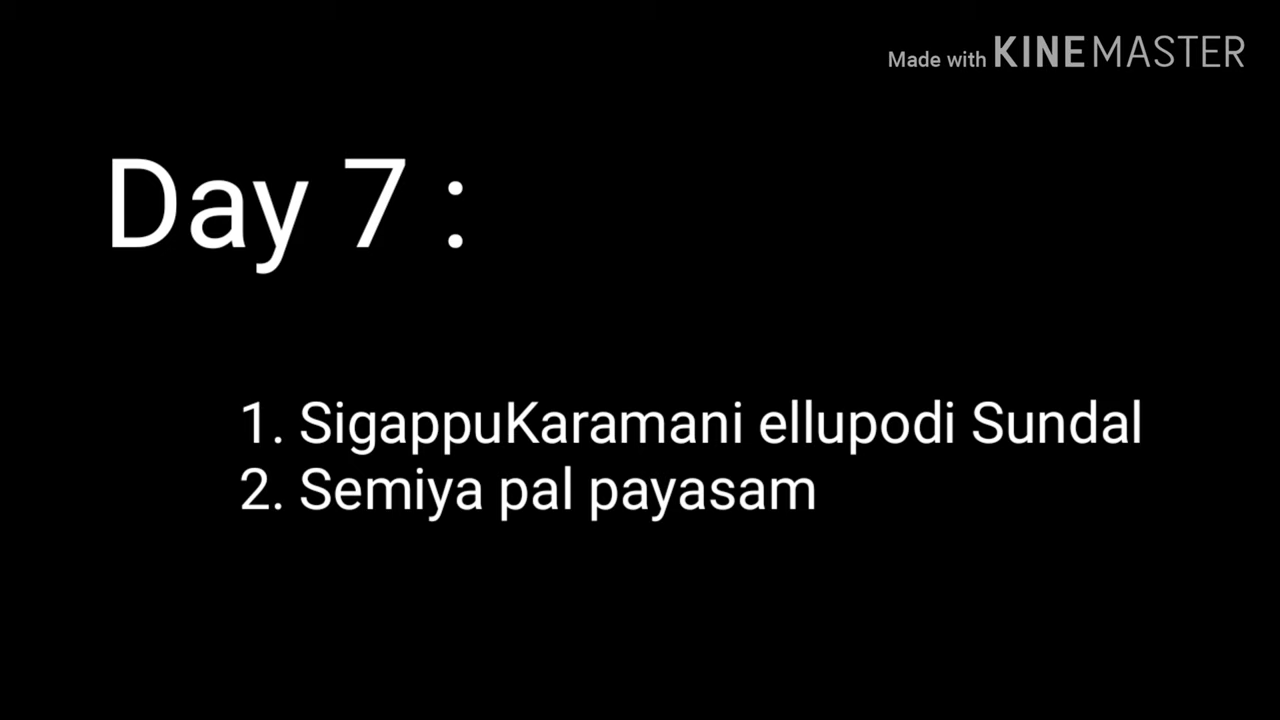 Made with KINEMASTER
Day 7 :
1. SigappuKaramani ellupodi Sundal
2. Semiya pal payasam